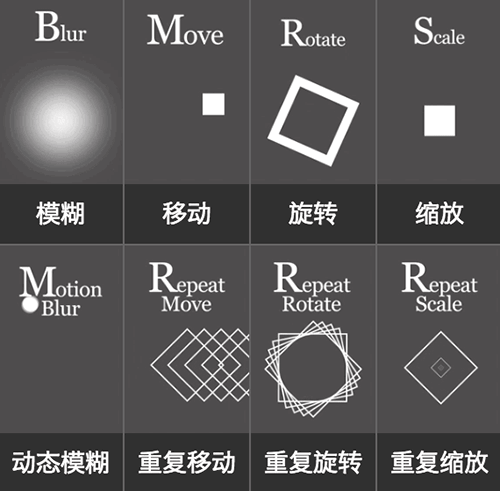 Blur
Move
Rotate
Scale
模糊
移动
旋转
缩放
Motion
Blur
Repeat
Move
Repeat
Rotate
Repeat
Scale
动态模糊
重复移动
重复旋转
重复缩放